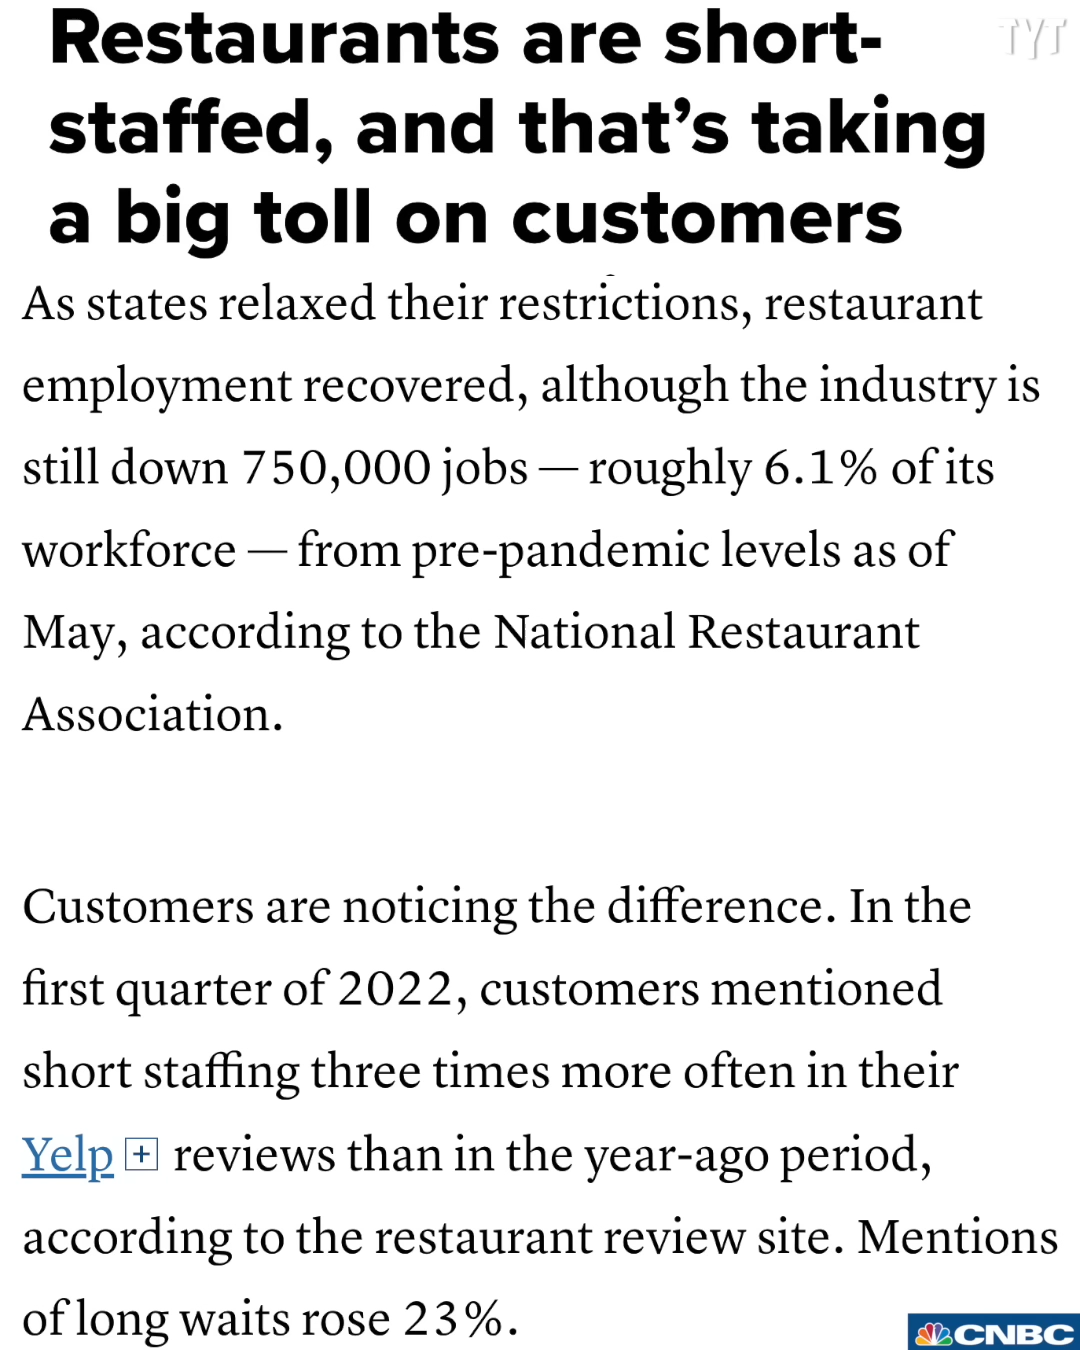 Restaurants are short-
TYT
staffed, and that’s taking
a big toll on customers
As states relaxed their restrictions, restaurant
employment recovered, although the industry is
still down 750,000 jobs — roughly 6.1% of its
workforce — from pre-pandemic levels as of
May, according to the National Restaurant
Association.
Customers are noticing the difference. In the
first quarter of 2022, customers mentioned
short staffing three times more often in their
Yelp + reviews than in the year-ago period,
according to the restaurant review site. Mentions
of long waits rose 23%.
CNBC